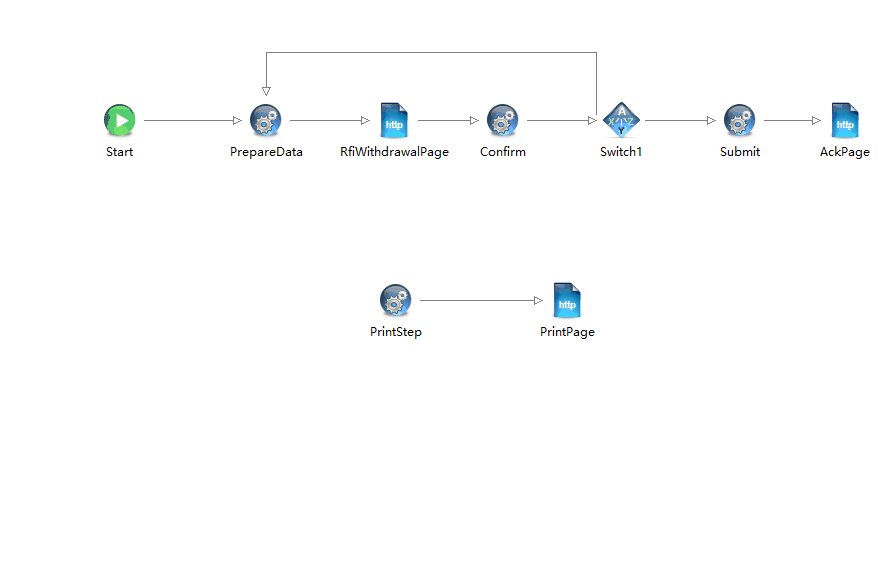 Start
PrepareData
http
RfiWithdrawalPage
Confirm
A
X
Z
Y
Switch1
Submit
http
AckPage
PrintStep
http
PrintPage